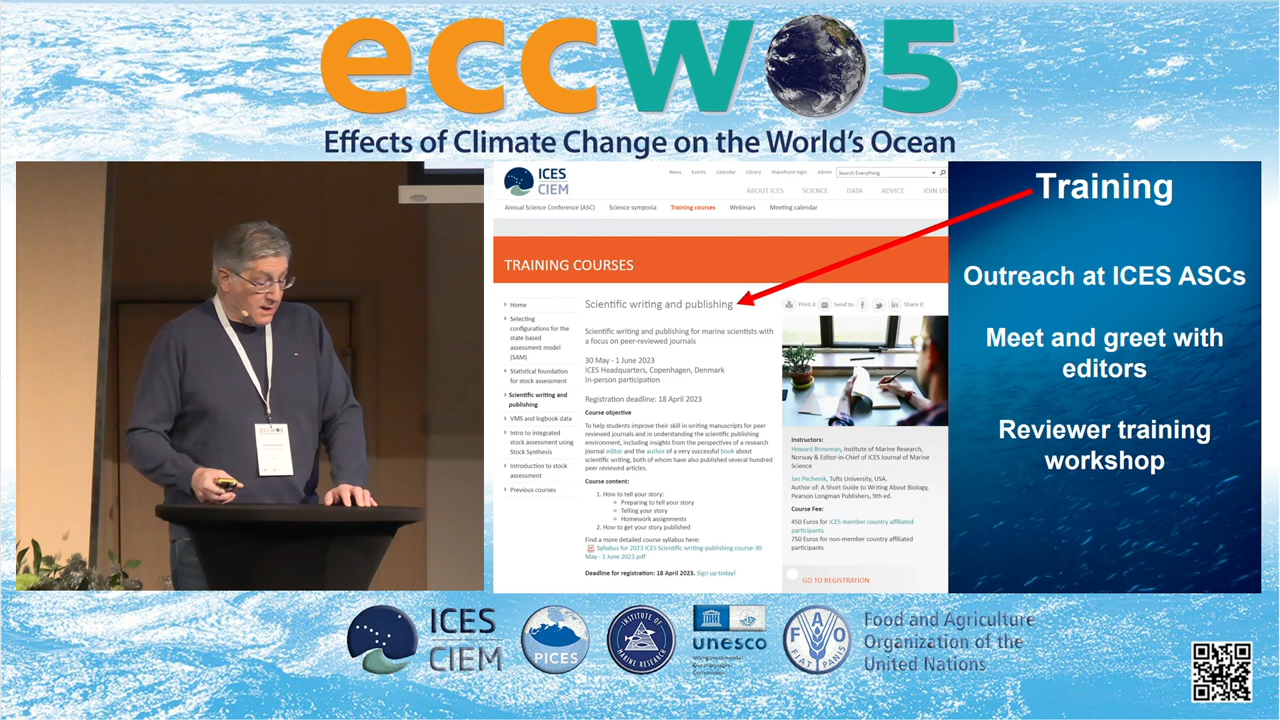 eccwo5
Effects of Climate Change on the World's Ocean
ICES
CIEM
News Events Calendar Library SharePoint login Admin Search Everything
ABOUT ICES SCIENCE DATA ADVICE JOIN US
Annual Science Conference (ASC) Science symposia Training courses Webinars Meeting calendar
TRAINING COURSES
Home
Selecting
configurations for the
state based
assessment model
(SAM)
Statistical foundation
for stock assessment
Scientific writing and
publishing
VMS and logbook data
Intro to integrated
stock assessment using
Stock Synthesis
Introduction to stock
assessment
Previous courses
Scientific writing and publishing
Scientific writing and publishing for marine scientists with
a focus on peer-reviewed journals
30 May - 1 June 2023
ICES Headquarters, Copenhagen, Denmark
In-person participation
Registration deadline: 18 April 2023
Course objective
To help students improve their skill in writing manuscripts for peer
reviewed journals and in understanding the scientific publishing
environment, including insights from the perspectives of a research
journal editor and the author of a very successful book about
scientific writing, both of whom have also published several hundred
peer reviewed articles.
Course content:
1. How to tell your story:
Preparing to tell your story
Telling your story
Homework assignments
2. How to get your story published
Find a more detailed course syllabus here:
Syllabus for 2023 ICES Scientific writing-publishing course-30
May - 1 June 2023.pdf
Deadline for registration: 18 April 2023. Sign up today!
Print it Send to Share it
Instructors:
Howard Browman, Institute of Marine Research,
Norway & Editor-in-Chief of ICES Journal of Marine
Science
Jan Pechenik, Tufts University, USA.
Author of: A Short Guide to Writing About Biology,
Pearson Longman Publishers, 9th ed.
Course Fee:
450 Euros for ICES member country affiliated
participants
750 Euros for non-member country affiliated
participants
GO TO REGISTRATION
Training
Outreach at ICES ASCs
Meet and greet with
editors
Reviewer training
workshop
eccwo5
ICES
CIEM
PICES
INSTITUTE OF
MARINE RESEARCH
unesco
Intergovernmental
Oceanographic
Commission
FAO
FIAT PANIS
Food and Agriculture
Organization of the
United Nations